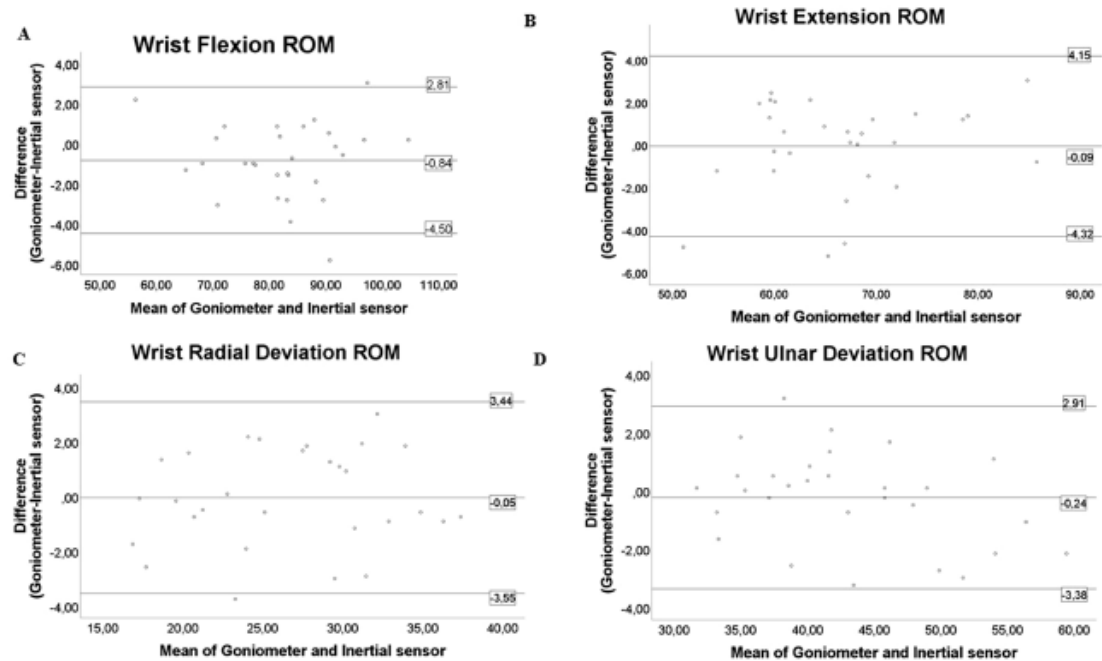 A
Wrist Flexion ROM
4,00
2,00
,00
-2,00
-4,00
-6,00
Difference
(Goniometer-Inertial sensor)
2,81
-0,84
-4,50
50,00 60,00 70,00 80,00 90,00 100,00 110,00
Mean of Goniometer and Inertial sensor
B
Wrist Extension ROM
4,00
2,00
,00
-2,00
-4,00
-6,00
Difference
(Goniometer-Inertial sensor)
4,15
-0,09
-4,32
50,00 60,00 70,00 80,00 90,00
Mean of Goniometer and Inertial sensor
C
Wrist Radial Deviation ROM
4,00
2,00
,00
-2,00
-4,00
Difference
(Goniometer-Inertial sensor)
3,44
-0,05
-3,55
15,00 20,00 25,00 30,00 35,00 40,00
Mean of Goniometer and Inertial sensor
D
Wrist Ulnar Deviation ROM
4,00
2,00
,00
-2,00
-4,00
Difference
(Goniometer-Inertial sensor)
2,91
-0,24
-3,38
30,00 35,00 40,00 45,00 50,00 55,00 60,00
Mean of Goniometer and Inertial sensor